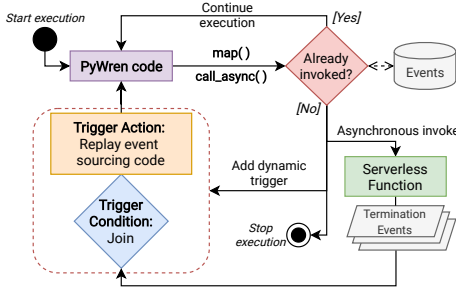 Continue
execution
[Yes]
Start execution
PyWren code
map( )
call_async( )
Already
invoked?
Events
[No]
Trigger Action:
Replay event
sourcing code
Asynchronous invoke
Add dynamic
trigger
Serverless
Function
Trigger
Condition:
Join
Stop
execution
Termination
Events